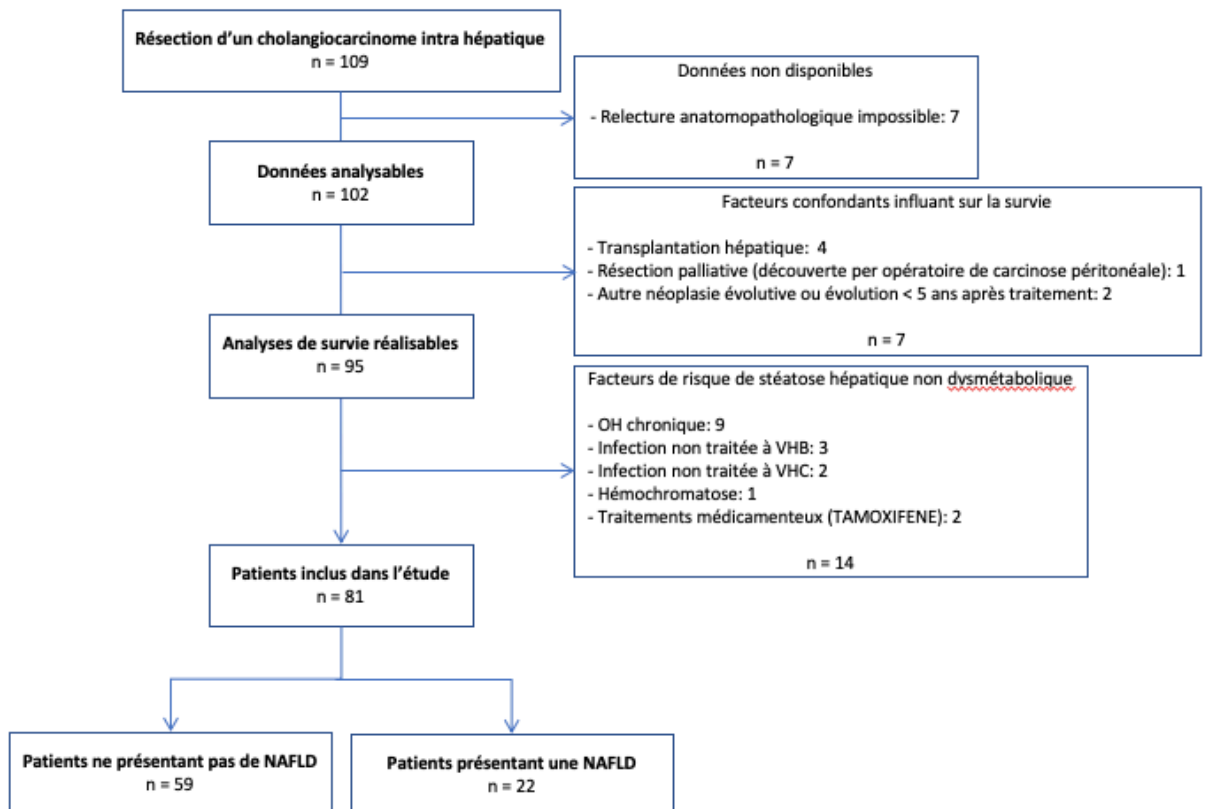 Résection d'un cholangiocarcinome intra hépatique
n = 109
Données non disponibles
- Relecture anatomopathologique impossible: 7
n = 7
Données analysables
n = 102
Facteurs confondants influant sur la survie
- Transplantation hépatique: 4
- Résection palliative (découverte per opératoire de carcinose péritonéale): 1
- Autre néoplasie évolutive ou évolution < 5 ans après traitement: 2
n = 7
Analyses de survie réalisables
n = 95
Facteurs de risque de stéatose hépatique non dysmétabolique
- OH chronique: 9
- Infection non traitée à VHB: 3
- Infection non traitée à VHC: 2
- Hémochromatose: 1
- Traitements médicamenteux (TAMOXIFENE): 2
n = 14
Patients inclus dans l'étude
n = 81
Patients ne présentant pas de NAFLD
n = 59
Patients présentant une NAFLD
n = 22